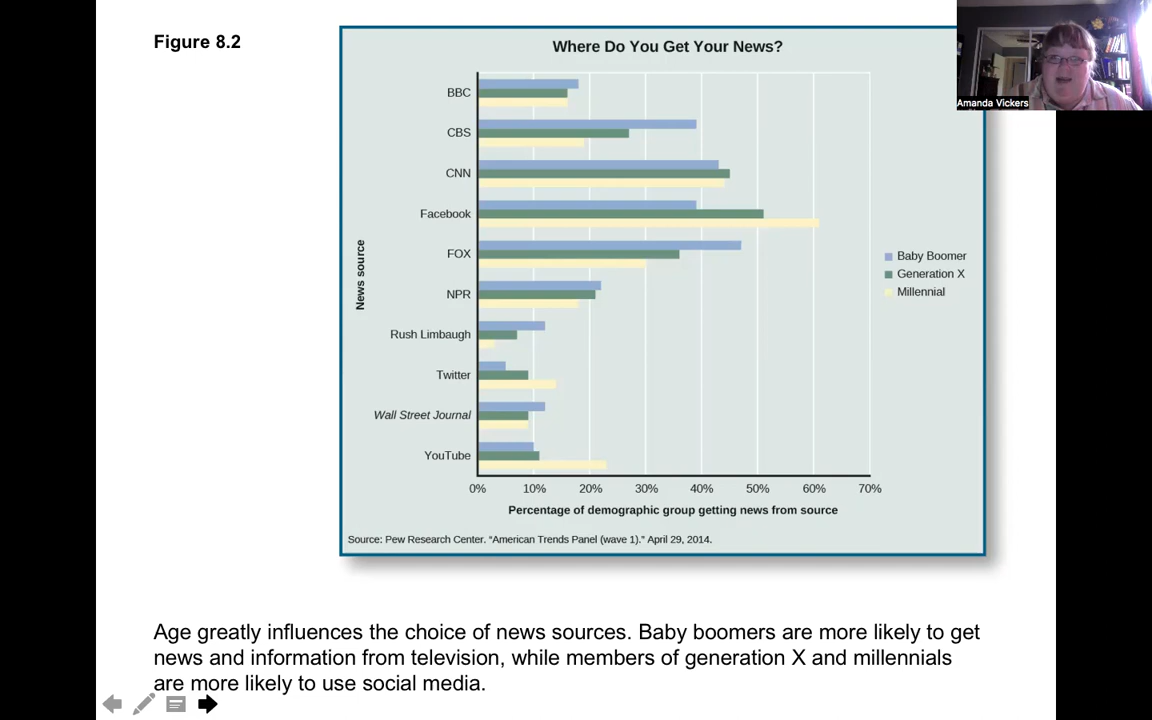 Figure 8.2
Where Do You Get Your News?
Amanda Vickers
News source
BBC
CBS
CNN
Facebook
FOX
NPR
Rush Limbaugh
Twitter
Wall Street Journal
YouTube
Baby Boomer
Generation X
Millennial
0% 10% 20% 30% 40% 50% 60% 70%
Percentage of demographic group getting news from source
Source: Pew Research Center. “American Trends Panel (wave 1).” April 29, 2014.
Age greatly influences the choice of news sources. Baby boomers are more likely to get
news and information from television, while members of generation X and millennials
are more likely to use social media.